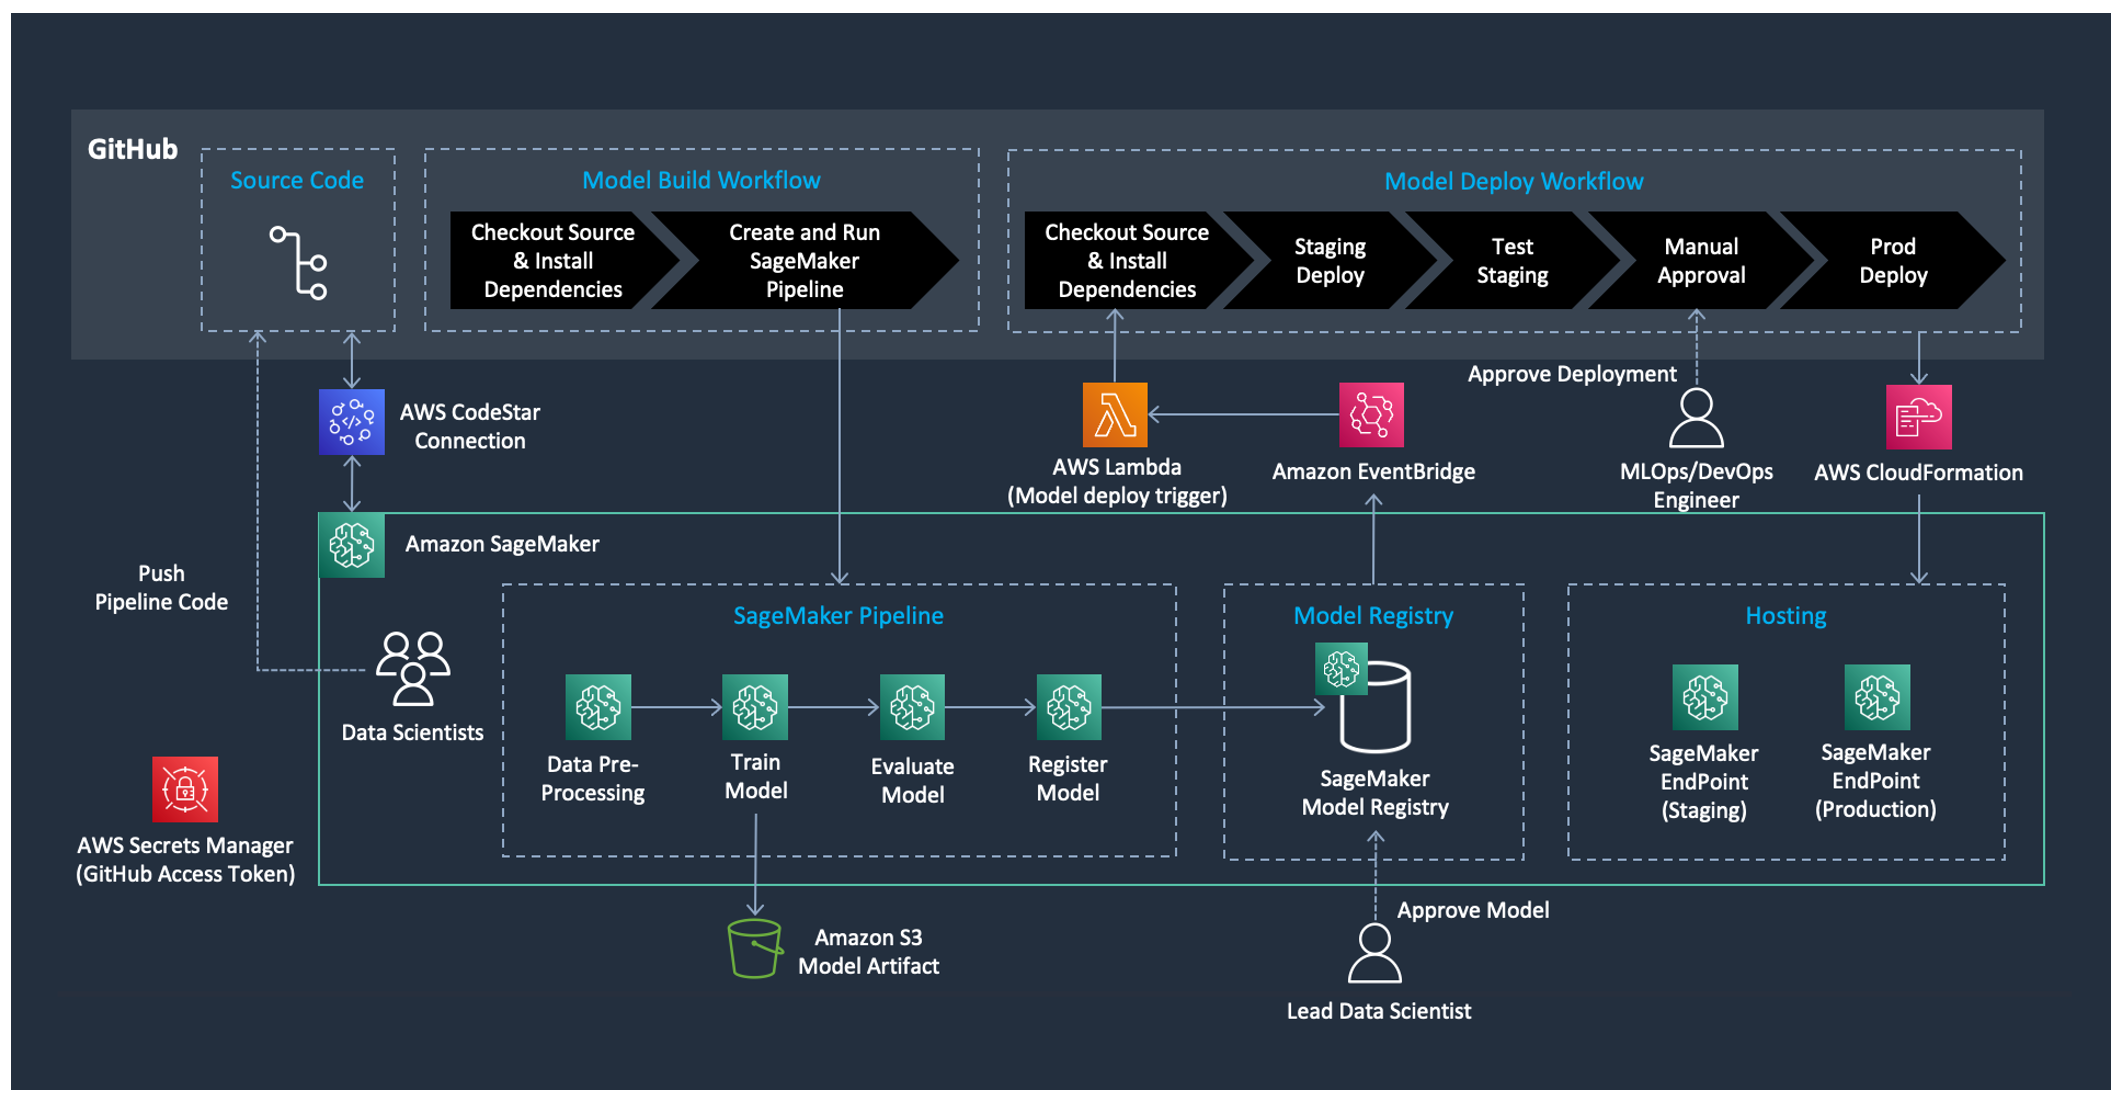 GitHub
Source Code
Model Build Workflow
Checkout Source
& Install
Dependencies
Create and Run
SageMaker
Pipeline
Model Deploy Workflow
Checkout Source
& Install
Dependencies
Staging
Deploy
Test
Staging
Manual
Approval
Prod
Deploy
AWS CodeStar
Connection
AWS Lambda
(Model deploy trigger)
Amazon EventBridge
Approve Deployment
MLOps/DevOps
Engineer
AWS CloudFormation
Amazon SageMaker
Push
Pipeline Code
Data Scientists
SageMaker Pipeline
Data Pre-
Processing
Train
Model
Evaluate
Model
Register
Model
Model Registry
SageMaker
Model Registry
Hosting
SageMaker
EndPoint
(Staging)
SageMaker
EndPoint
(Production)
AWS Secrets Manager
(GitHub Access Token)
Amazon S3
Model Artifact
Approve Model
Lead Data Scientist